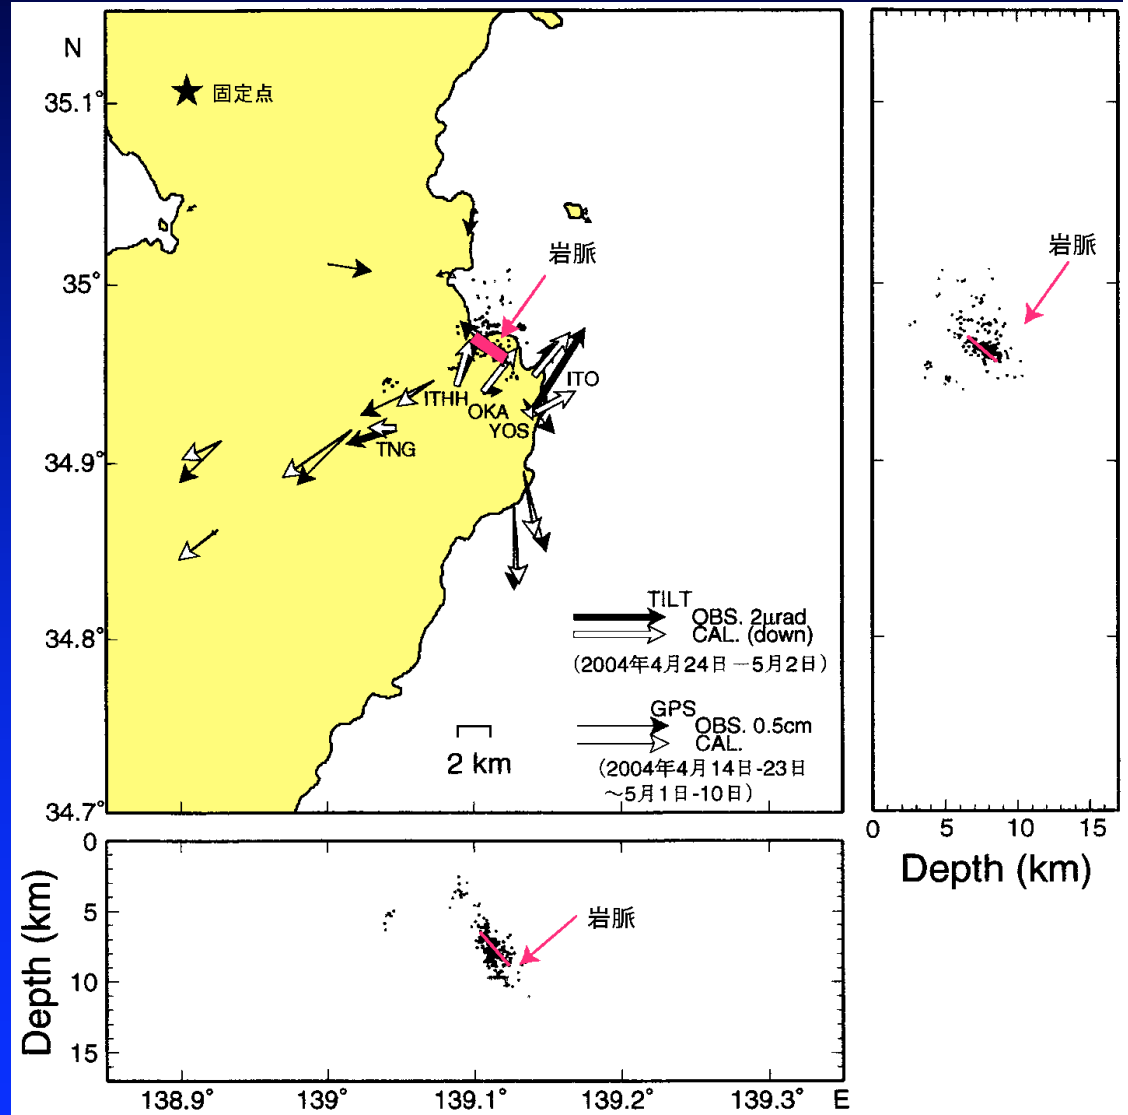 N
35.1°
固定点
岩脈
岩脈
35°
ITO
ITHH
OKA
YOS
TNG
34.9°
TILT
OBS. 2μrad
CAL. (down)
34.8°
(2004年4月24日－5月2日)
GPS
OBS. 0.5cm
CAL.
2 km
(2004年4月14日-23日
～5月1日-10日)
34.7°
0 5 10 15
Depth (km)
0
5
10
15
Depth (km)
岩脈
138.9° 139° 139.1° 139.2° 139.3° E